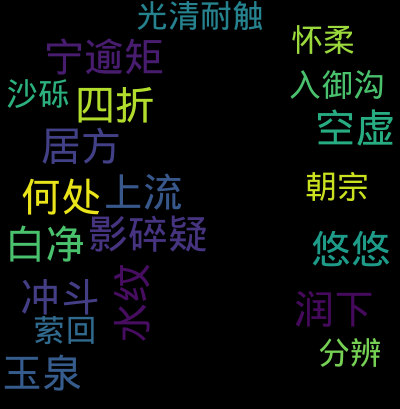 光清耐触
宁逾矩
怀柔
沙砾
四折
入御沟
空虚
居方
何处
上流
朝宗
白净
影碎疑
悠悠
冲斗
水纹
润下
萦回
分辨
玉泉